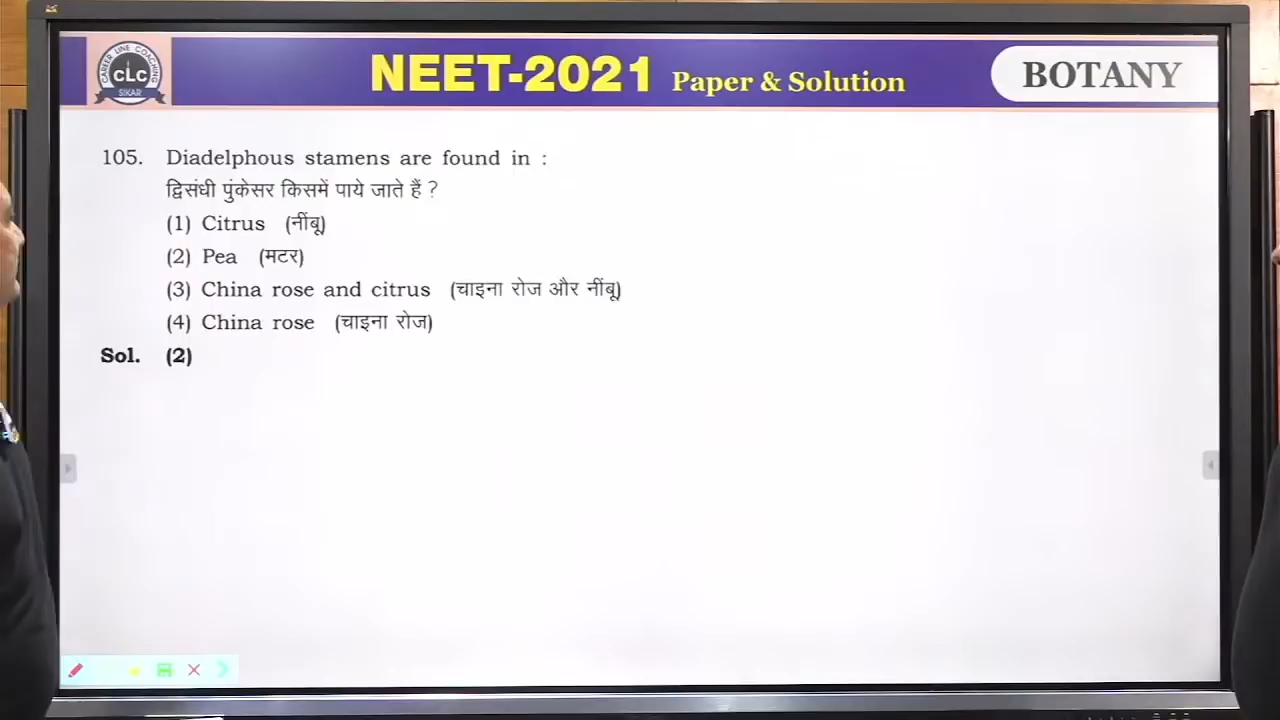 CAREER LINE COACHING
CLC
SIKAR
NEET-2021 Paper & Solution
BOTANY
105. Diadelphous stamens are found in :
द्विसंधी पुंकेसर किसमें पाये जाते हैं ?
(1) Citrus (नींबू)
(2) Pea (मटर)
(3) China rose and citrus (चाइना रोज और नींबू)
(4) China rose (चाइना रोज)
Sol. (2)